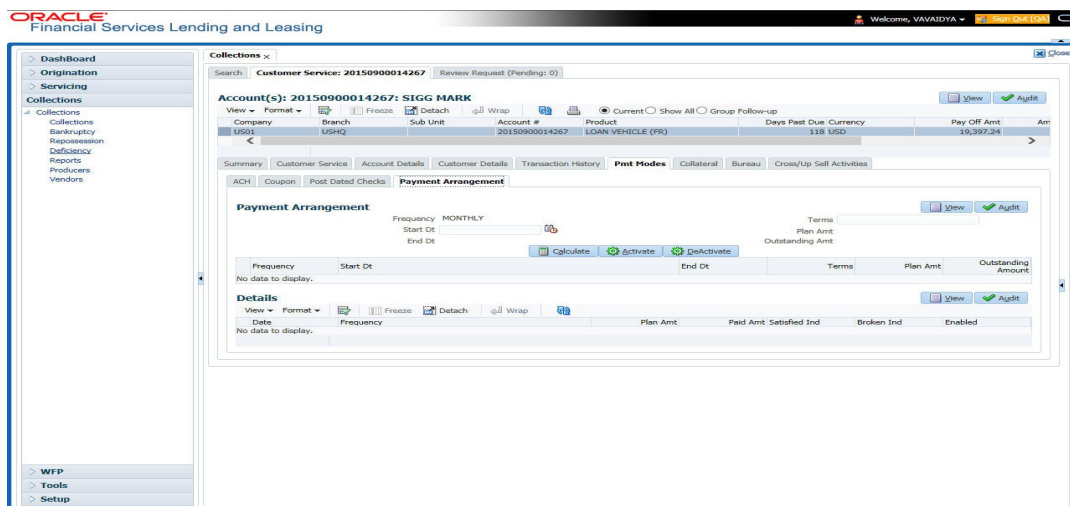 ORACLE
Financial Services Lending and Leasing
Welcome, VAVAIDYA
Sign Out [QA]
DashBoard
Origination
Servicing
Collections
Collections
Collections
Bankruptcy
Repossession
Deficiency
Reports
Producers
Vendors
WFP
Tools
Setup
Collections x
Close
Search Customer Service: 20150900014267 Review Request (Pending: 0)
Account(s): 20150900014267: SIGG MARK
View Audit
View Format Freeze Detach Wrap Current Show All Group Follow-up
Company Branch Sub Unit Account # Product Days Past Due Currency Pay Off Amt Am
US01 USHQ 20150900014267 LOAN VEHICLE (FR) 118 USD 19,397.24
Summary Customer Service Account Details Customer Details Transaction History Pmt Modes Collateral Bureau Cross/Up Sell Activities
ACH Coupon Post Dated Checks Payment Arrangement
Payment Arrangement
View Audit
Frequency MONTHLY Terms
Start Dt Plan Amt
End Dt Outstanding Amt
Calculate Activate DeActivate
Frequency Start Dt End Dt Terms Plan Amt Outstanding Amount
No data to display.
Details
View Audit
View Format Freeze Detach Wrap
Date Frequency Plan Amt Paid Amt Satisfied Ind Broken Ind Enabled
No data to display.